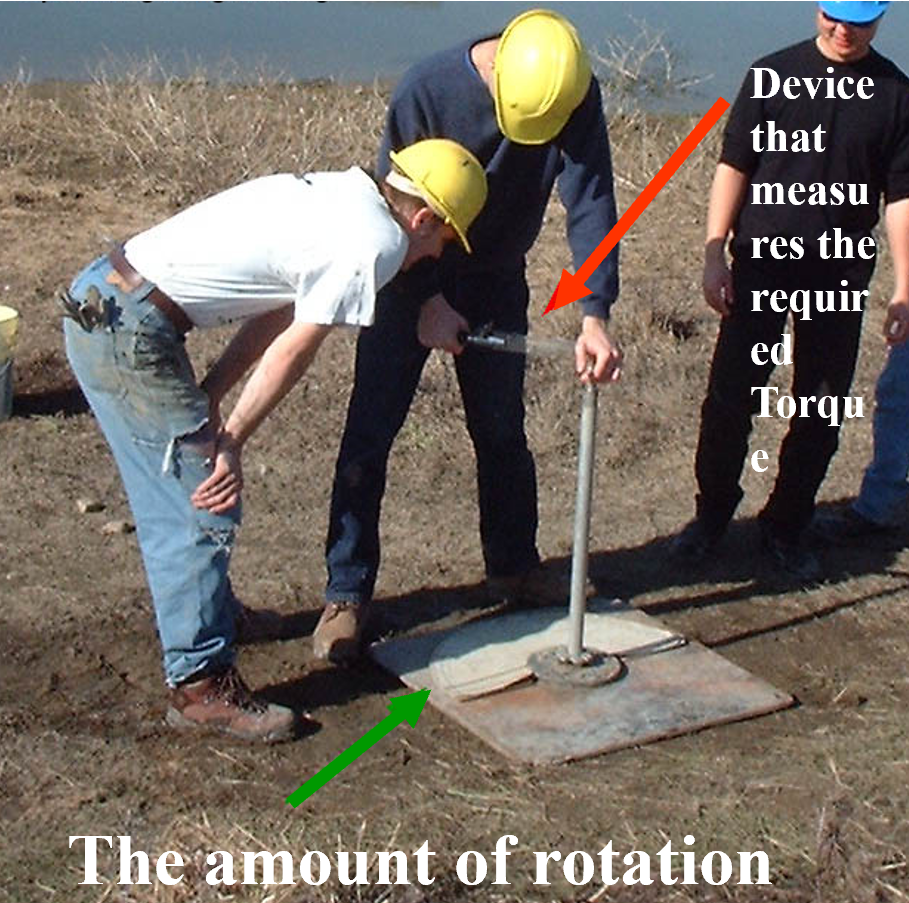 Device
that
measu
res the
requir
ed
Torqu
e
The amount of rotation